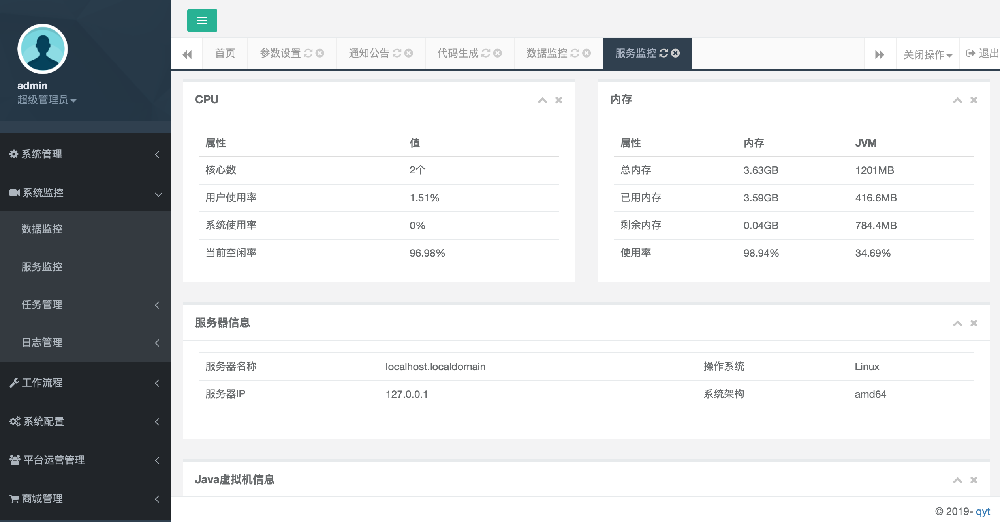 admin
超级管理员
系统管理
系统监控
数据监控
服务监控
任务管理
日志管理
工作流程
系统配置
平台运营管理
商城管理
首页 参数设置 通知公告 代码生成 数据监控 服务监控 关闭操作 退出
CPU
属性 值
核心数 2个
用户使用率 1.51%
系统使用率 0%
当前空闲率 96.98%
内存
属性 内存 JVM
总内存 3.63GB 1201MB
已用内存 3.59GB 416.6MB
剩余内存 0.04GB 784.4MB
使用率 98.94% 34.69%
服务器信息
服务器名称 localhost.localdomain 操作系统 Linux
服务器IP 127.0.0.1 系统架构 amd64
Java虚拟机信息
© 2019- qyt